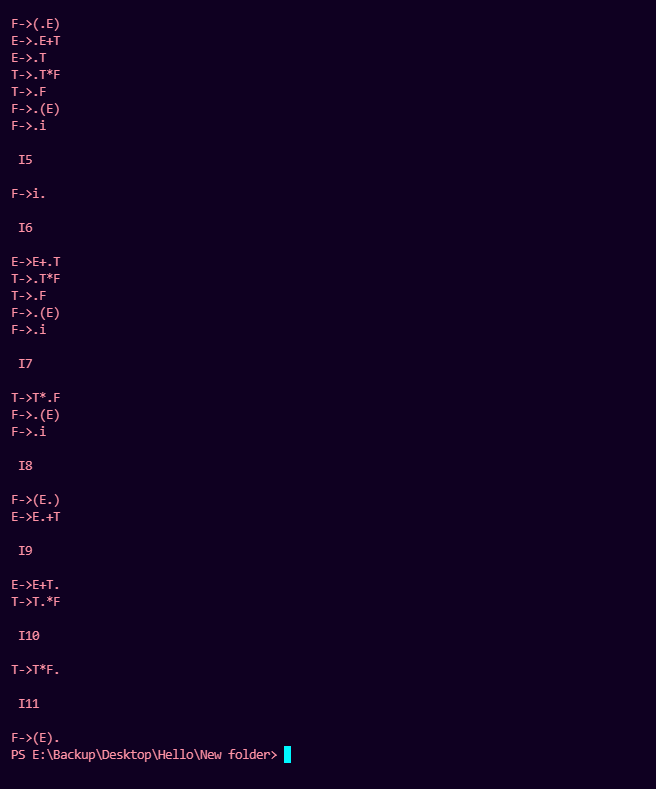 F->(.E)
E->.E+T
E->.T
T->.T*F
T->.F
F->.(E)
F->.i
I5
F->i.
I6
E->E+.T
T->.T*F
T->.F
F->.(E)
F->.i
I7
T->T*.F
F->.(E)
F->.i
I8
F->(E.)
E->E.+T
I9
E->E+T.
T->T.*F
I10
T->T*F.
I11
F->(E).
PS E:\Backup\Desktop\Hello\New folder>